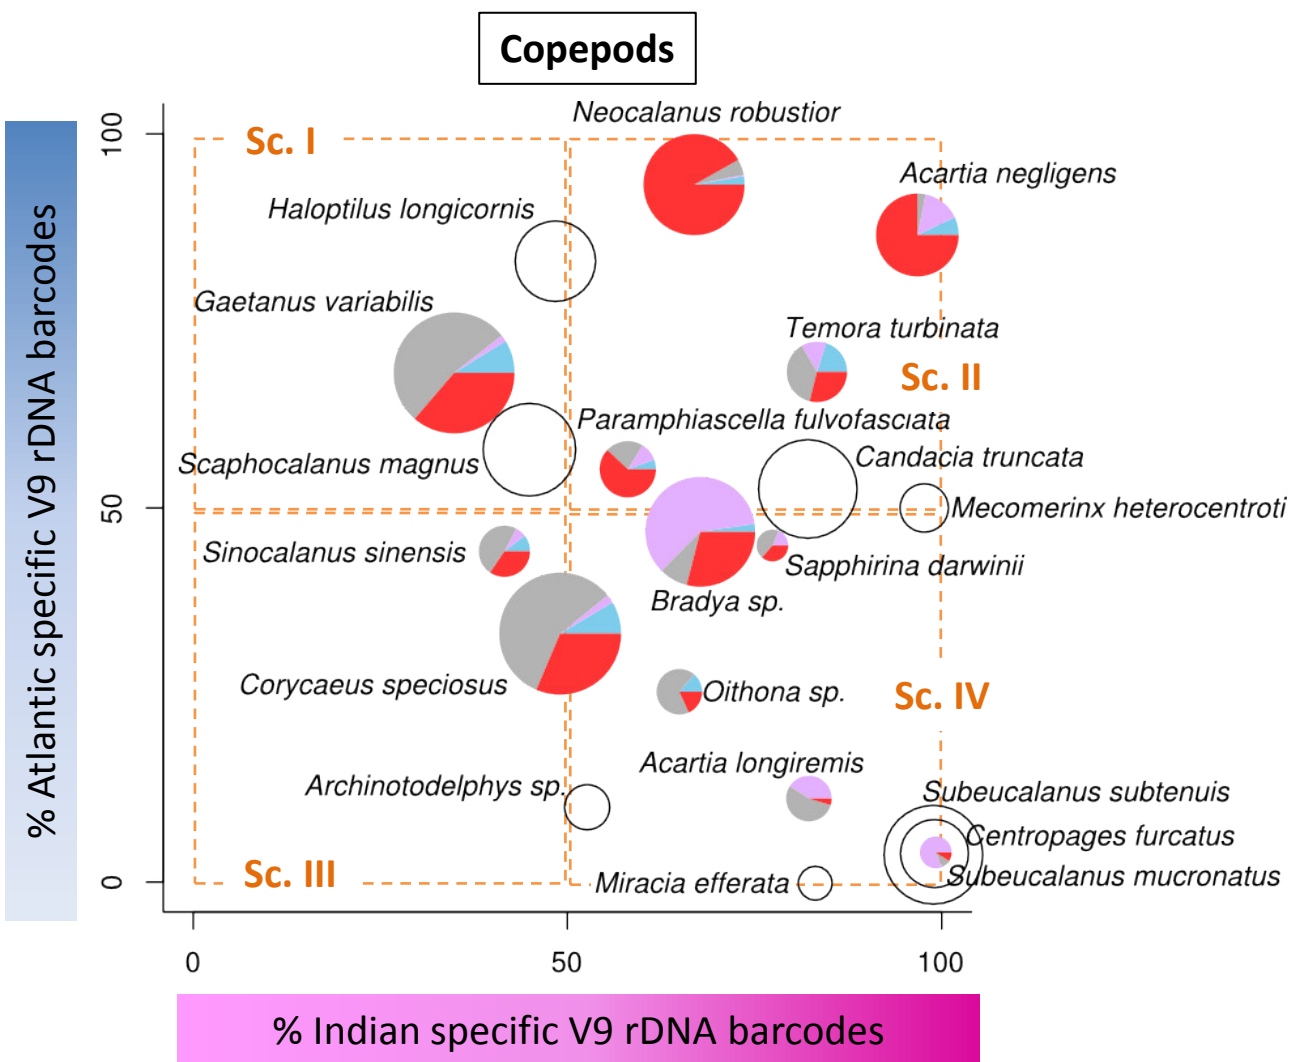 Copepods
% Atlantic specific V9 rDNA barcodes
100
50
0
Sc. I
Neocalanus robustior
Acartia negligens
Haloptilus longicornis
Gaetanus variabilis
Temora turbinata
Sc. II
Paramphiascella fulvofasciata
Scaphocalanus magnus
Candacia truncata
Mecomerinx heterocentroti
Sinocalanus sinensis
Sapphirina darwinii
Bradya sp.
Corycaeus speciosus
Oithona sp.
Sc. IV
Acartia longiremis
Archinotodelphys sp.
Subeucalanus subtenuis
Centropages furcatus
Subeucalanus mucronatus
Sc. III
Miracia efferata
0
50
100
% Indian specific V9 rDNA barcodes